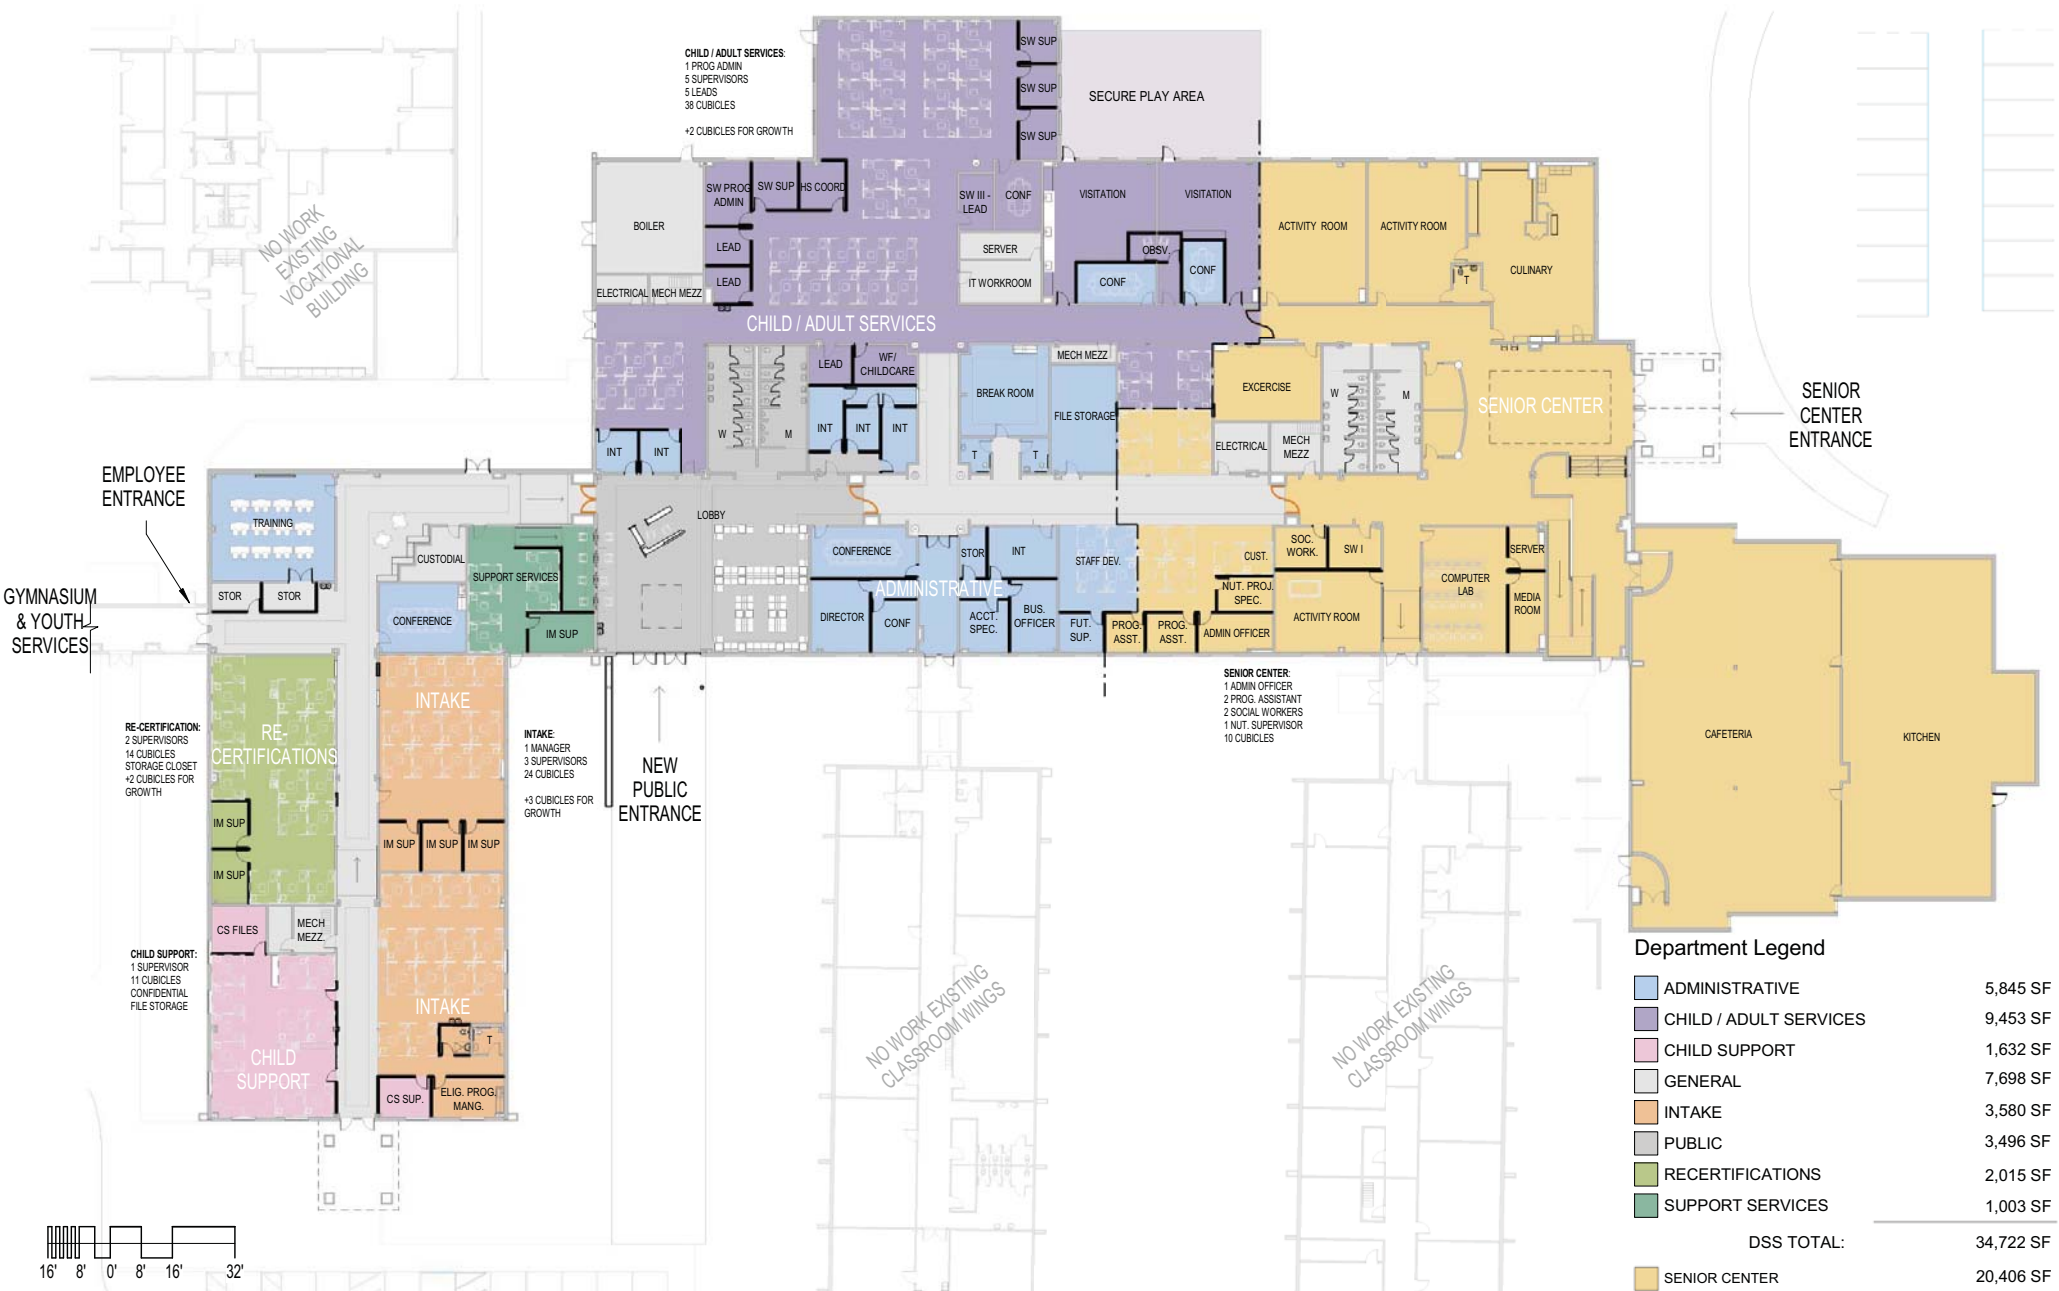 CHILD / ADULT SERVICES:
1 PROG ADMIN
5 SUPERVISORS
5 LEADS
38 CUBICLES
+2 CUBICLES FOR GROWTH
SW SUP
SW SUP
SW SUP
SECURE PLAY AREA
NO WORK
EXISTING
VOCATIONAL
BUILDING
BOILER
SW PROG
ADMIN
SW SUP
HS COORD
SW III -
LEAD
CONF
VISITATION
VISITATION
ACTIVITY ROOM
ACTIVITY ROOM
CULINARY
LEAD
LEAD
SERVER
IT WORKROOM
OBSV.
CONF
CONF
T
ELECTRICAL
MECH MEZZ
CHILD / ADULT SERVICES
LEAD
WF/
CHILDCARE
MECH MEZZ
BREAK ROOM
FILE STORAGE
EXCERCISE
W
M
SENIOR CENTER
SENIOR
CENTER
ENTRANCE
W
M
INT
INT
INT
INT
INT
T
T
ELECTRICAL
MECH
MEZZ
EMPLOYEE
ENTRANCE
TRAINING
LOBBY
CUSTODIAL
SUPPORT SERVICES
CONFERENCE
STOR
INT
STAFF DEV.
CUST.
SOC.
WORK.
SW I
SERVER
COMPUTER
LAB
MEDIA
ROOM
ADMINISTRATIVE
GYMNASIUM
& YOUTH
SERVICES
STOR
STOR
CONFERENCE
IM SUP
DIRECTOR
CONF
ACCT.
SPEC.
BUS.
OFFICER
FUT.
SUP.
PROG.
ASST.
PROG.
ASST.
NUT. PROJ.
SPEC.
ADMIN OFFICER
ACTIVITY ROOM
INTAKE
RE-
CERTIFICATIONS
RE-CERTIFICATION:
2 SUPERVISORS
14 CUBICLES
STORAGE CLOSET
+2 CUBICLES FOR
GROWTH
INTAKE:
1 MANAGER
3 SUPERVISORS
24 CUBICLES
+3 CUBICLES FOR
GROWTH
NEW
PUBLIC
ENTRANCE
SENIOR CENTER:
1 ADMIN OFFICER
2 PROG. ASSISTANT
2 SOCIAL WORKERS
1 NUT. SUPERVISOR
10 CUBICLES
CAFETERIA
KITCHEN
IM SUP
IM SUP
IM SUP
IM SUP
IM SUP
CS FILES
MECH
MEZZ.
CHILD SUPPORT:
1 SUPERVISOR
11 CUBICLES
CONFIDENTIAL
FILE STORAGE
INTAKE
T
CHILD
SUPPORT
CS SUP.
ELIG. PROG.
MANG.
NO WORK EXISTING
CLASSROOM WINGS
NO WORK EXISTING
CLASSROOM WINGS
Department Legend
ADMINISTRATIVE 5,845 SF
CHILD / ADULT SERVICES 9,453 SF
CHILD SUPPORT 1,632 SF
GENERAL 7,698 SF
INTAKE 3,580 SF
PUBLIC 3,496 SF
RECERTIFICATIONS 2,015 SF
SUPPORT SERVICES 1,003 SF
DSS TOTAL: 34,722 SF
SENIOR CENTER 20,406 SF
16' 8' 0' 8' 16' 32'